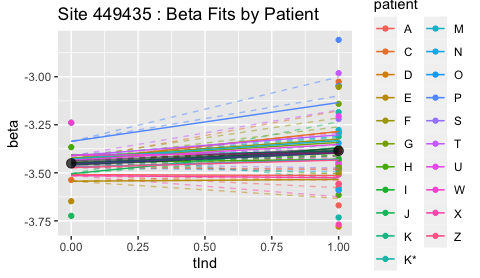 Site 449435 : Beta Fits by Patient
patient
A
C
D
E
F
G
H
I
J
K
K*
M
N
O
P
S
T
U
W
X
Z
beta
-3.00
-3.25
-3.50
-3.75
0.00 0.25 0.50 0.75 1.00
tInd